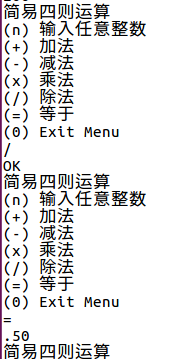 简易四则运算
(n) 输入任意整数
(+) 加法
(-) 减法
(x) 乘法
(/) 除法
(=) 等于
(0) Exit Menu
/
OK
简易四则运算
(n) 输入任意整数
(+) 加法
(-) 减法
(x) 乘法
(/) 除法
(=) 等于
(0) Exit Menu
=
.50
简易四则运算